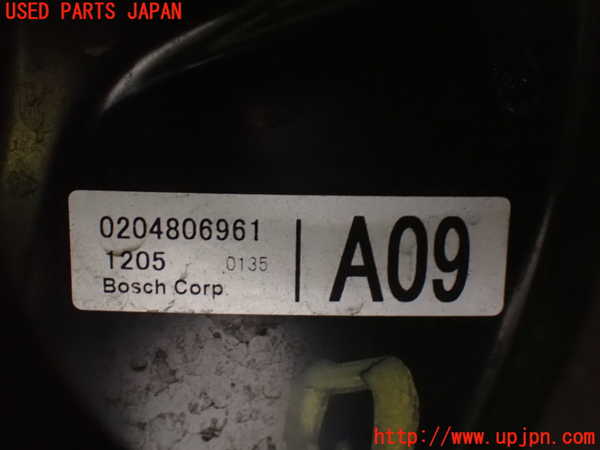 USED PARTS JAPAN
0204806961
1205 0135
Bosch Corp
A09
http://www.upjpn.com/